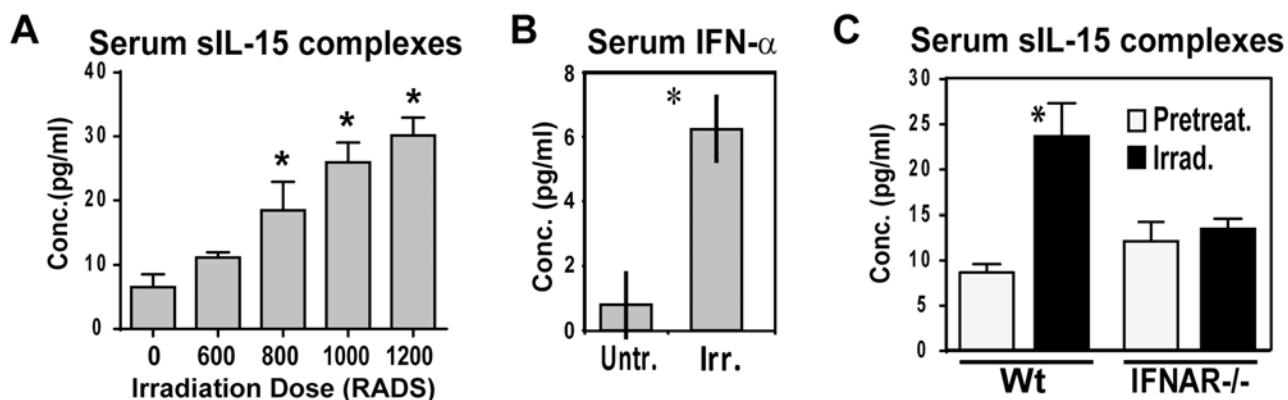 A
Serum sIL-15 complexes
Conc.(pg/ml)
40
30
20
10
0
*
*
*
0 600 800 1000 1200
Irradiation Dose (RADS)
B
Serum IFN-α
Conc. (pg/ml)
8
6
4
2
0
*
Untr. Irr.
C
Serum sIL-15 complexes
Conc. (pg/ml)
30
25
20
15
10
5
0
*
Pretreat.
Irrad.
Wt IFNAR-/-